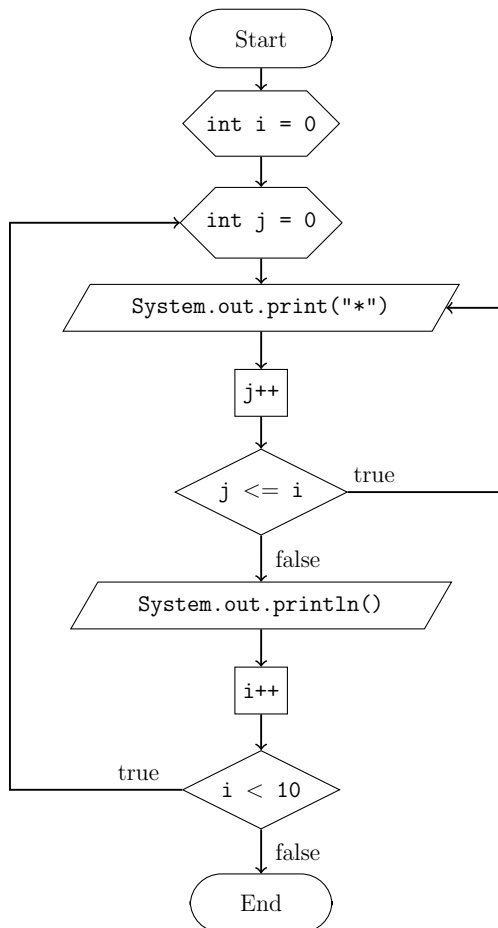 Start
int i = 0
int j = 0
System.out.print("*")
j++
j <= i
true
false
System.out.println()
i++
true
i < 10
false
End